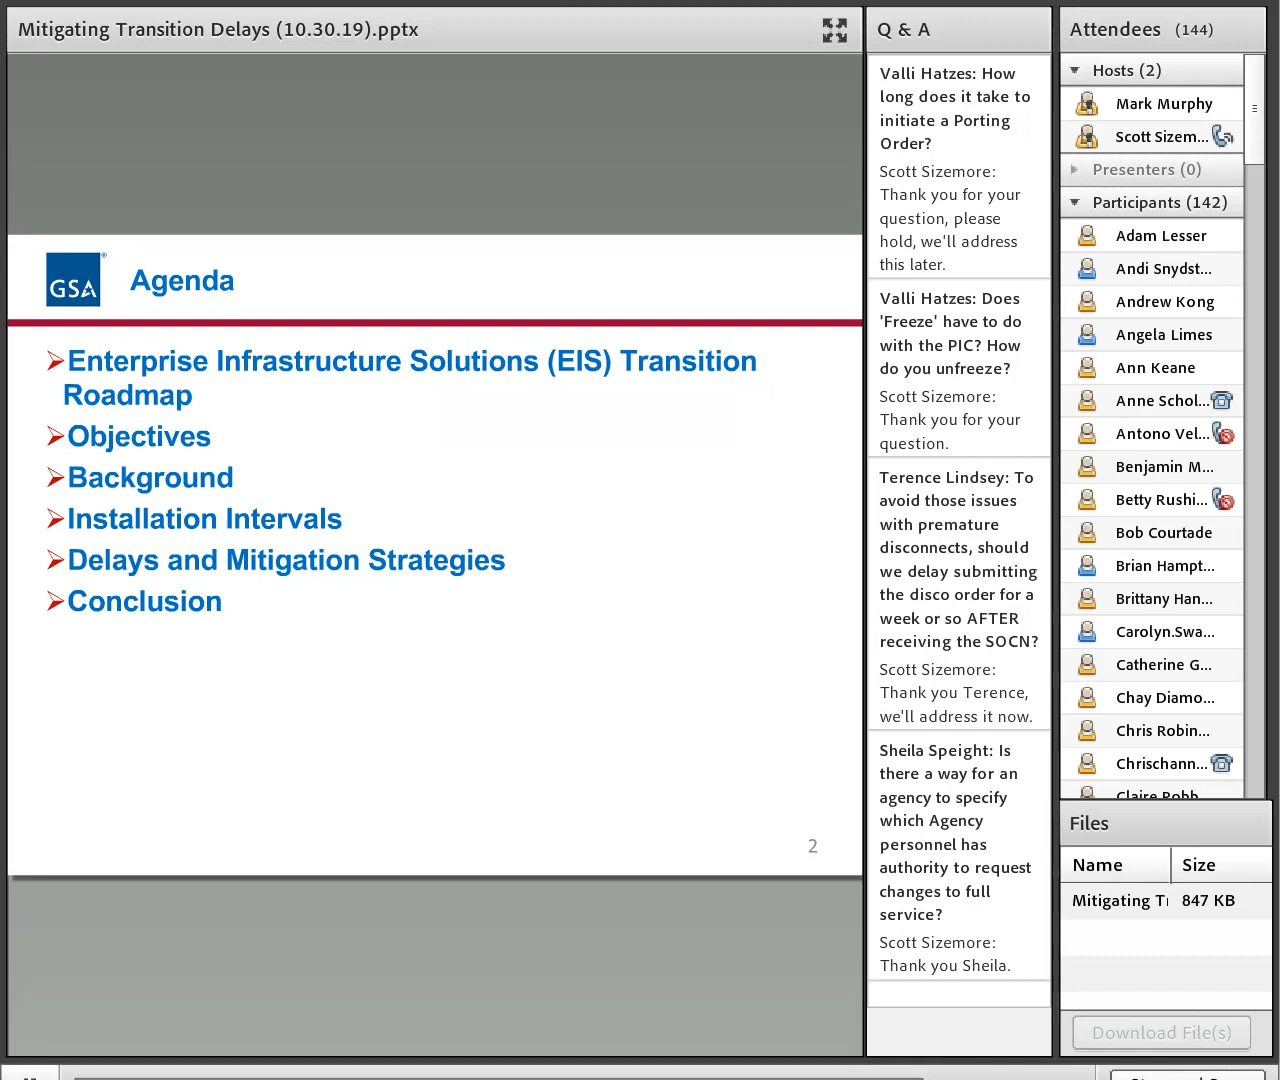 Mitigating Transition Delays (10.30.19).pptx
GSA
®
Agenda
➢Enterprise Infrastructure Solutions (EIS) Transition
Roadmap
➢Objectives
➢Background
➢Installation Intervals
➢Delays and Mitigation Strategies
➢Conclusion
2
Q & A
Valli Hatzes: How
long does it take to
initiate a Porting
Order?
Scott Sizemore:
Thank you for your
question, please
hold, we'll address
this later.
Valli Hatzes: Does
'Freeze' have to do
with the PIC? How
do you unfreeze?
Scott Sizemore:
Thank you for your
question.
Terence Lindsey: To
avoid those issues
with premature
disconnects, should
we delay submitting
the disco order for a
week or so AFTER
receiving the SOCN?
Scott Sizemore:
Thank you Terence,
we'll address it now.
Sheila Speight: Is
there a way for an
agency to specify
which Agency
personnel has
authority to request
changes to full
service?
Scott Sizemore:
Thank you Sheila.
Attendees (144)
Hosts (2)
Mark Murphy
Scott Sizem...
Presenters (0)
Participants (142)
Adam Lesser
Andi Snydst...
Andrew Kong
Angela Limes
Ann Keane
Anne Schol...
Antono Vel...
Benjamin M...
Betty Rushi...
Bob Courtade
Brian Hampt...
Brittany Han...
Carolyn.Swa...
Catherine G...
Chay Diamo...
Chris Robin...
Chrischann...
Claire Robb
Files
Name Size
Mitigating T 847 KB
Download File(s)